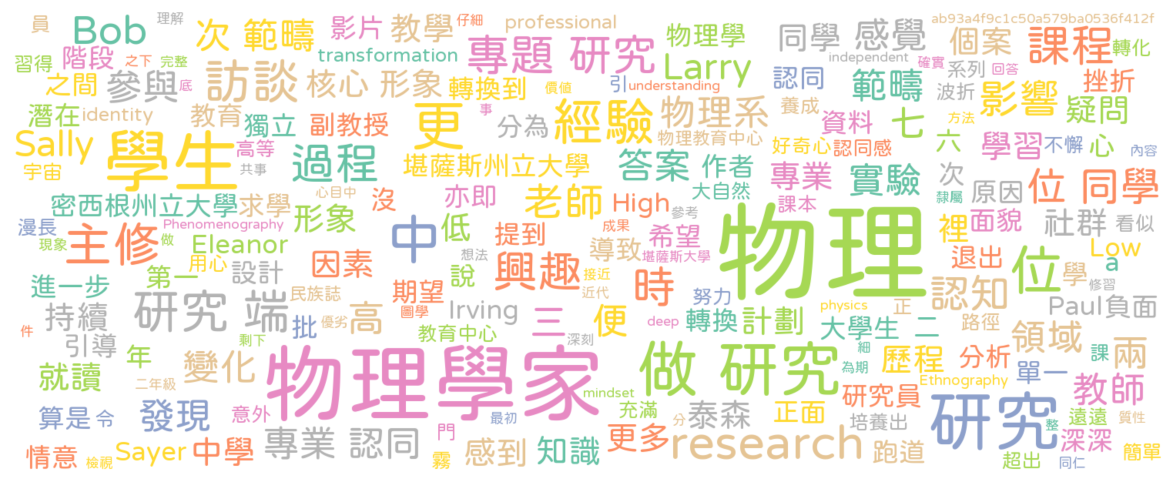 員 理解 Bob 次 範疇 影片 教學 仔細 professional 物理學 同學 感覺 ab93a4f9c1c50a579ba0536f412f
習得 階段 之下 完整 transformation 專題 研究 Larry 認同 independent 個案 課程 確實 轉化
之間 參與 底 訪談 核心 形象 轉換到 引 understanding 範疇 系列 回答 波折 影響 挫折
潛在 identity 教育 獨立 副教授 更 事 價值 經驗 物理系 養成 資料 七 方法 疑問
Sally 學生 高等 過程 分為 物理教育中心 好奇心 認同感 六 學習 不懈 心 內容
宇宙 共事 堪薩斯州立大學 答案 作者 大自然 專業 實驗 次 原因 隸屬 位 同學
密西根州立大學 求學 心目中 沒 亦即 老師 High 物理 課本 裡 面貌 社群 看似
漫長 Phenomenography 形象 中 低 提到 導致 希望 參考 退出 Low
現象 做 主修 Eleanor 因素 說 想法 成果 興趣 時 堪薩斯大學 位 學 a
用心 第一 設計 期望 接近 努力 認知 修習
進一步 民族誌 研究 端 高 Irving 近代 三 便 deep 轉換 計劃 physics 正 大學生 二 路徑 Paul 負面
件 持續 批 優劣 圖學 教育中心 深刻 領域 兩
引導 年 變化 物理學家 做 研究 細 歷程 分析 單一 課
就讀 剩下 二年級 mindset 為期 Ethnography 教師
算是 令 發現 意外 門 最初 充滿 泰森 正面 研究員 培養出 研究 整 遠遠 質性
情意 檢視 Sayer 中學 專業 認同 霧 感到 知識 更多 分 research 跑道 超出 深深 同仁 簡單